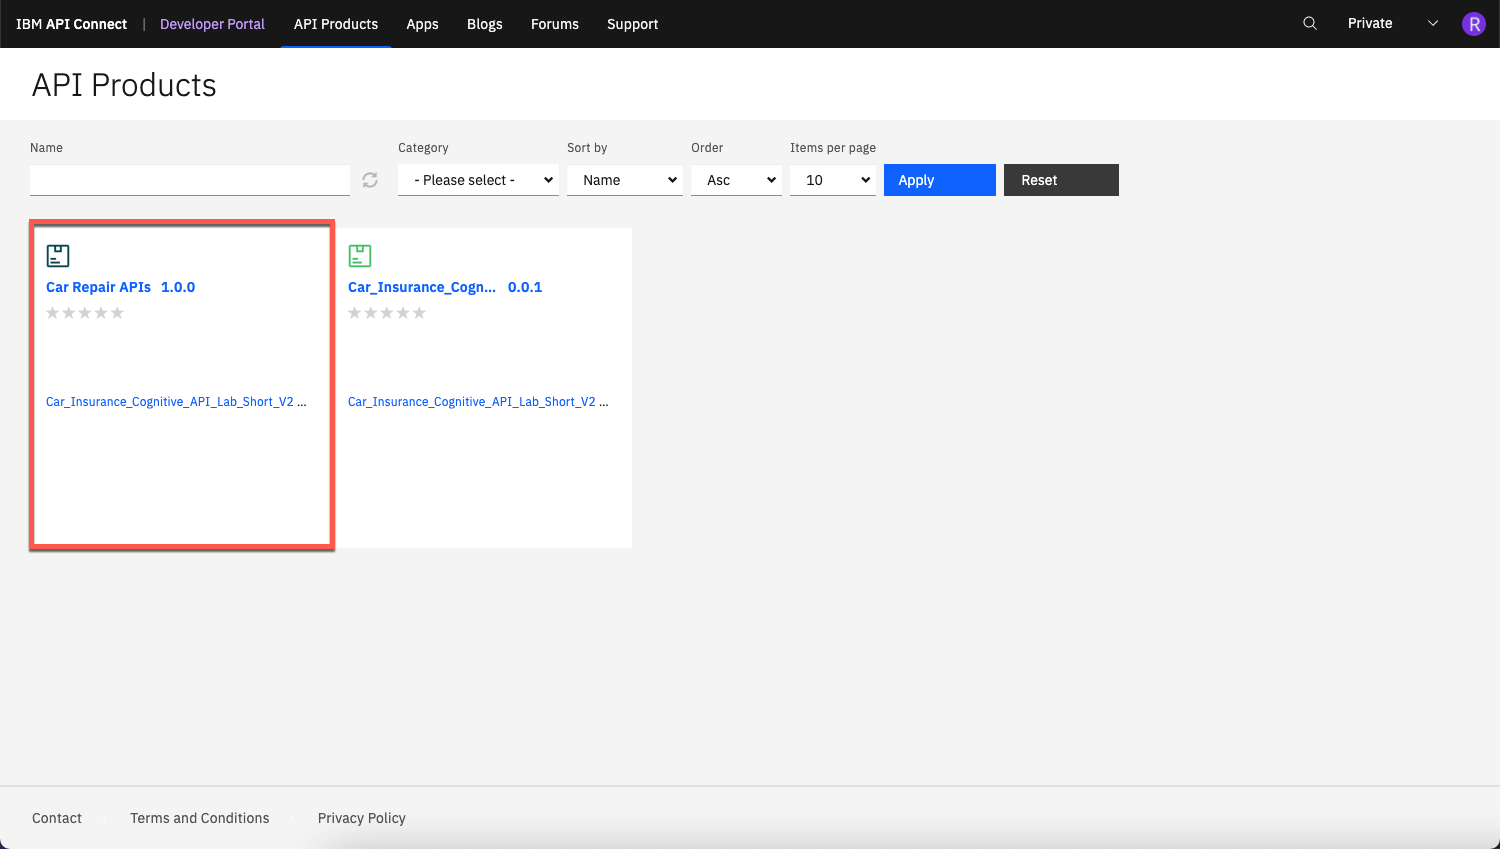 IBM API Connect | Developer Portal API Products Apps Blogs Forums Support Private R
API Products
Name Category Sort by Order Items per page
- Please select - Name Asc 10 Apply Reset
Car Repair APIs 1.0.0
Car_Insurance_Cognitive_API_Lab_Short_V2 ...
Car_Insurance_Cogn... 0.0.1
Car_Insurance_Cognitive_API_Lab_Short_V2 ...
Contact Terms and Conditions Privacy Policy